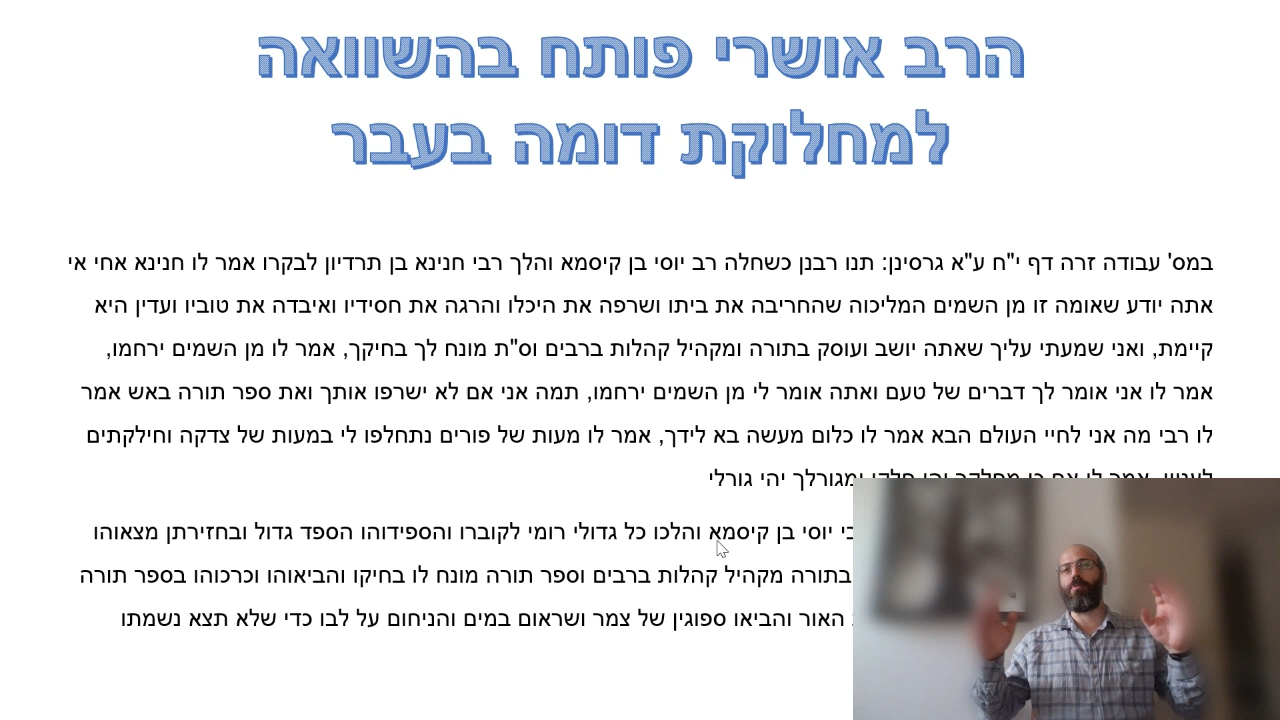 הרב אושרי פותח בהשוואה
למחלוקת דומה בעבר
במס' עבודה זרה דף י"ח ע"א גרסינן: תנו רבנן כשחלה רב יוסי בן קיסמא והלך רבי חנינא בן תרדיון לבקרו אמר לו חנינא אחי אי
אתה יודע שאומה זו מן השמים המליכוה שהחריבה את ביתו ושרפה את היכלו והרגה את חסידיו ואיבדה את טוביו ועדין היא
קיימת, ואני שמעתי עליך שאתה יושב ועוסק בתורה ומקהיל קהלות ברבים וס"ת מונח לך בחיקך, אמר לו מן השמים ירחמו,
אמר לו אני אומר לך דברים של טעם ואתה אומר לי מן השמים ירחמו, תמה אני אם לא ישרפו אותך ואת ספר תורה באש אמר
לו רבי מה אני לחיי העולם הבא אמר לו כלום מעשה בא לידך, אמר לו מעות של פורים נתחלפו לי במעות של צדקה וחילקתים
ומגורלך יהי גורלי
יוסי בן קיסמא והלכו כל גדולי רומי לקוברו והספידוהו הספד גדול ובחזירתן מצאוהו
בתורה מקהיל קהלות ברבים וספר תורה מונח לו בחיקו והביאוהו וכרכוהו בספר תורה
האור והביאו ספוגין של צמר ושראום במים והניחום על לבו כדי שלא תצא נשמתו